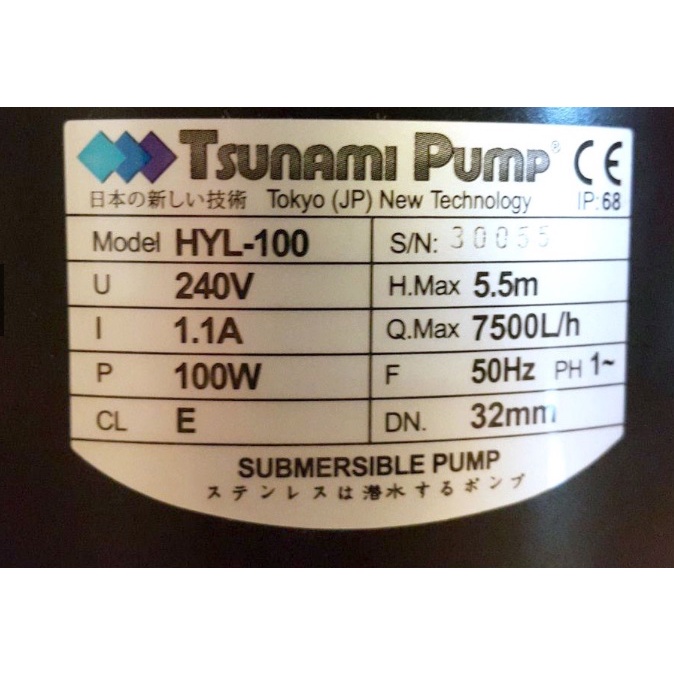 Tsunami Pump® CE
日本の新しい技術 Tokyo (JP) New Technology IP:68
Model HYL-100 S/N: 30055
U 240V H.Max 5.5m
I 1.1A Q.Max 7500L/h
P 100W F 50Hz PH 1~
CL E DN. 32mm
SUBMERSIBLE PUMP
ステンレスは潜水するポンプ